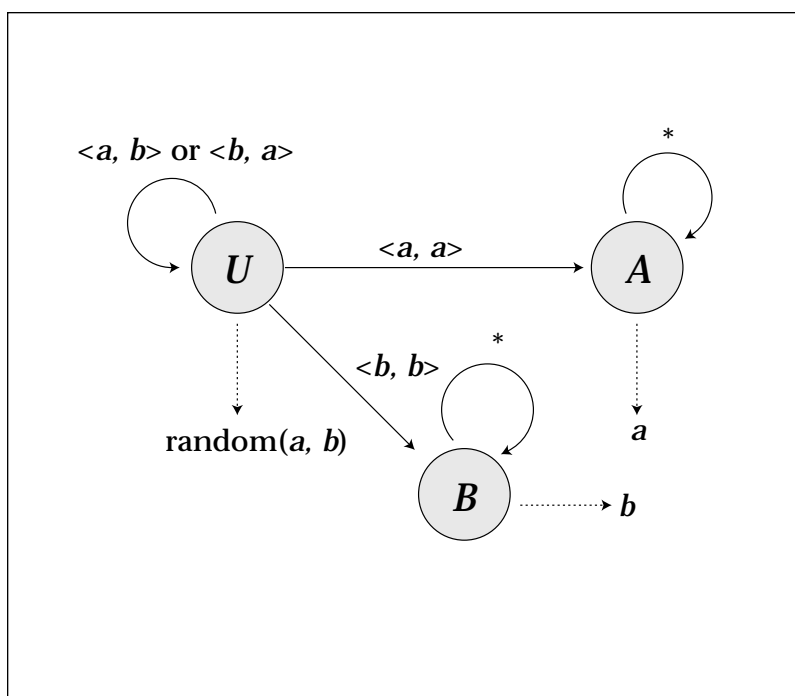 *
<a, b> or <b, a>
<a, a>
U
A
*
<b, b>
a
random(a, b)
B
b